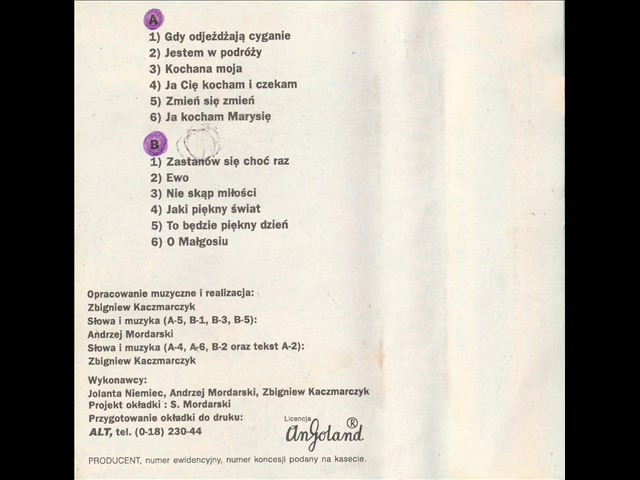 A
1) Gdy odjeżdżają cyganie
2) Jestem w podróży
3) Kochana moja
4) Ja Cię kocham i czekam
5) Zmień się zmień
6) Ja kocham Marysię
B
1) Zastanów się choć raz
2) Ewo
3) Nie skąp miłości
4) Jaki piękny świat
5) To będzie piękny dzień
6) O Małgosiu
Opracowanie muzyczne i realizacja:
Zbigniew Kaczmarczyk
Słowa i muzyka (A-5, B-1, B-3, B-5):
Andrzej Mordarski
Słowa i muzyka (A-4, A-6, B-2 oraz tekst A-2):
Zbigniew Kaczmarczyk
Wykonawcy:
Jolanta Niemiec, Andrzej Mordarski, Zbigniew Kaczmarczyk
Projekt okładki : S. Mordarski
Przygotowanie okładki do druku:
ALT, tel. (0-18) 230-44
Licencja
Angoland ®
PRODUCENT, numer ewidencyjny, numer koncesji podany na kasecie.